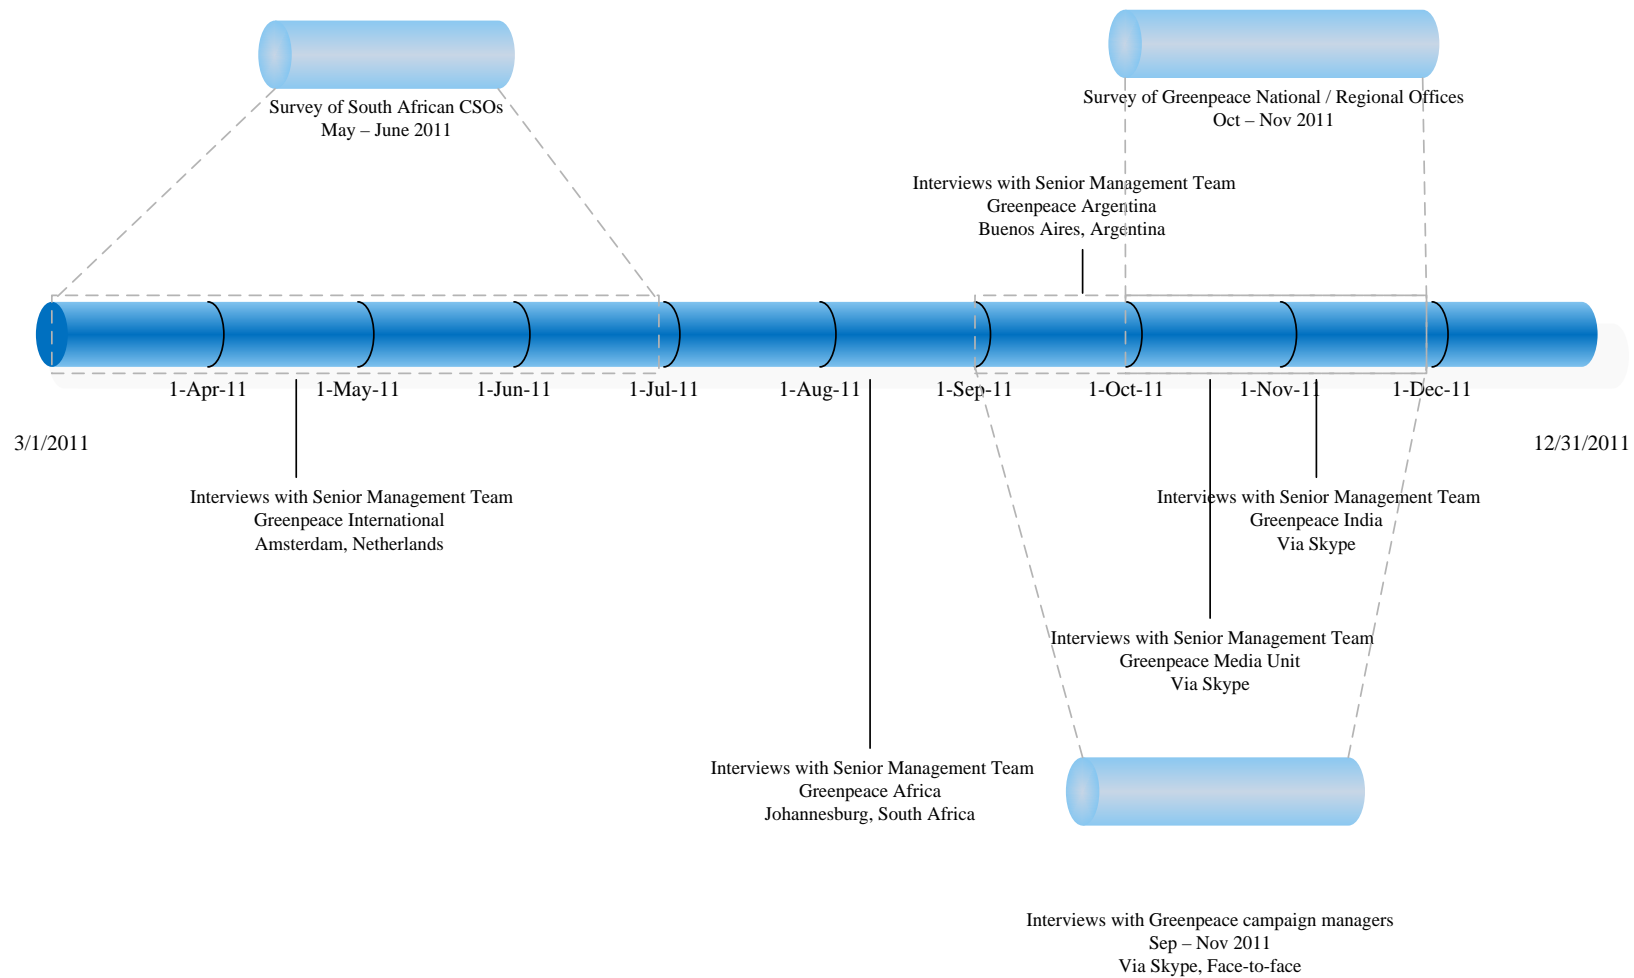 Survey of South African CSOs
May – June 2011
Survey of Greenpeace National / Regional Offices
Oct – Nov 2011
Interviews with Senior Management Team
Greenpeace Argentina
Buenos Aires, Argentina
1-Apr-11
1-May-11
1-Jun-11
1-Jul-11
1-Aug-11
1-Sep-11
1-Oct-11
1-Nov-11
1-Dec-11
3/1/2011
12/31/2011
Interviews with Senior Management Team
Greenpeace International
Amsterdam, Netherlands
Interviews with Senior Management Team
Greenpeace India
Via Skype
Interviews with Senior Management Team
Greenpeace Media Unit
Via Skype
Interviews with Senior Management Team
Greenpeace Africa
Johannesburg, South Africa
Interviews with Greenpeace campaign managers
Sep – Nov 2011
Via Skype, Face-to-face